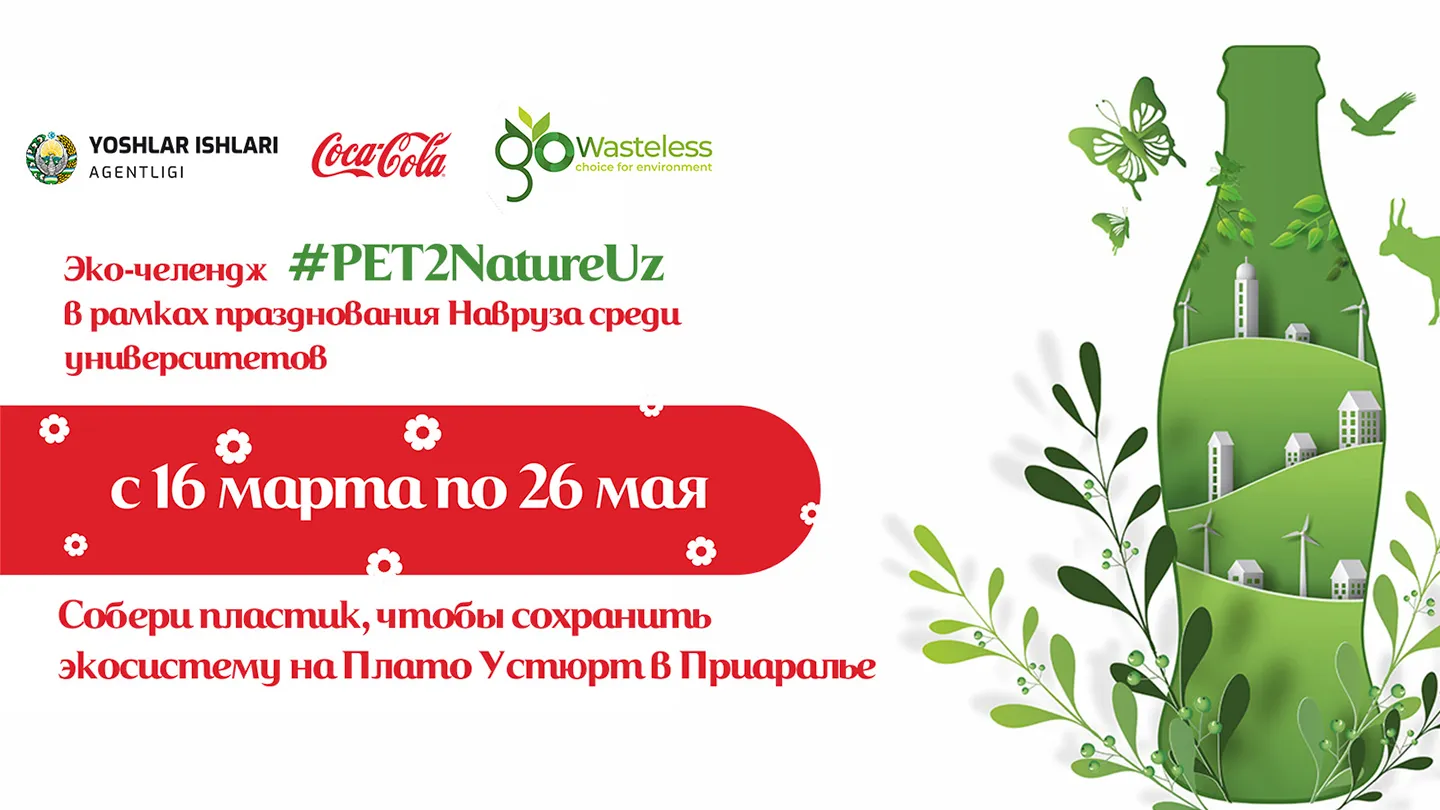 YOSHLAR ISHLARI
AGENTLIGI
Coca-Cola
go Wasteless
choice for environment
Эко-челендж #PET2NatureUz
в рамках празднования Навруза среди
университетов
с 16 марта по 26 мая
Собери пластик, чтобы сохранить
экосистему на Плато Устюрт в Приаралье